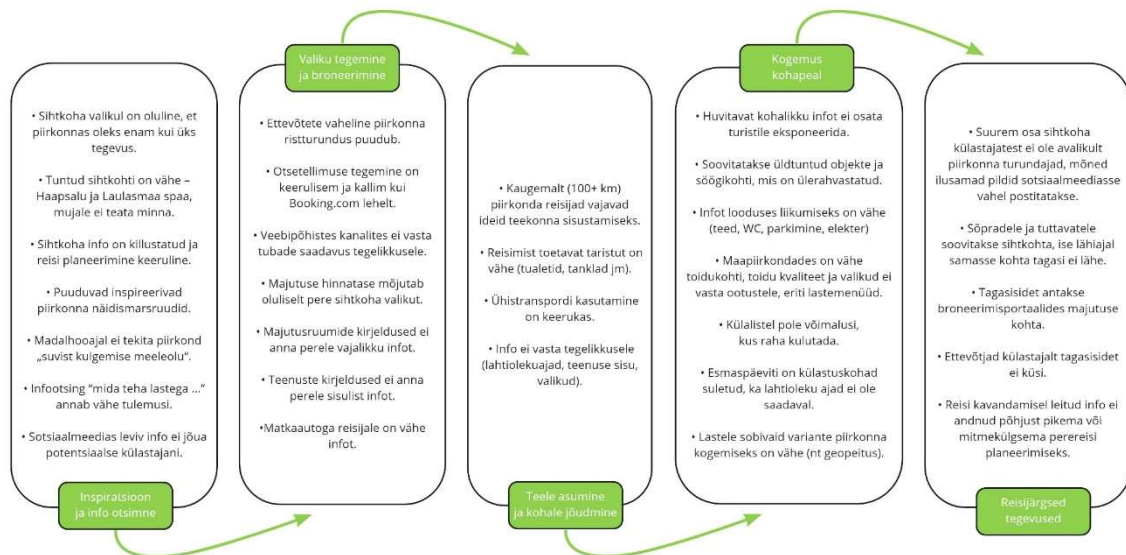 • Sihtkoha valikul on oluline, et
piirkonnas oleks enam kui üks
tegevus.
• Tuntud sihtkohti on vähe –
Haapsalu ja Laulasmaa spaa,
mujale ei teata minna.
• Sihtkoha info on killustatud ja
reisi planeerimine keeruline.
• Puuduvad inspireerivad
piirkonna näidismarsruudid.
• Madalhooajal ei tekita piirkond
„suvist kulgemise meeleolu“.
• Infootsing “mida teha lastega ...”
annab vähe tulemusi.
• Sotsiaalmeedias leviv info ei jõua
potentsiaalse külastajani.
Inspiratsioon
ja info otsimne
Valiku tegemine
ja broneerimine
• Ettevõtete vaheline piirkonna
ristturundus puudub.
• Otsetellimuse tegemine on
keerulisem ja kallim kui
Booking.com lehelt.
• Veebipõhistes kanalites ei vasta
tubade saadavus tegelikkusele.
• Majutuse hinnatase mõjutab
oluliselt pere sihtkoha valikut.
• Majutusruumide kirjeldused ei
anna perele vajalikku infot.
• Teenuste kirjeldused ei anna
perele sisulist infot.
•Matkaautoga reisijale on vähe
infot.
• Kaugemalt (100+ km)
piirkonda reisijad vajavad
ideid teekonna sisustamiseks.
• Reisimist toetavat taristut on
vähe (tualetid, tanklad jm).
• Ühistranspordi kasutamine
on keerukas.
• Info ei vasta tegelikkusele
(lahtiolekuajad, teenuse sisu,
valikud).
Teele asumine
ja kohale jõudmine
Kogemus
kohapeal
• Huvitavat kohalikku infot ei osata
turistile eksponeerida.
• Soovitatakse üldtuntud objekte ja
söögikohti, mis on ülerahvastatud.
• Infot looduses liikumiseks on vähe
(teed, WC, parkimine, elekter)
• Maapiirkondades on vähe
toidukohti, toidu kvaliteet ja valikud ei
vasta ootustele, eriti lastemenüüd.
• Külalistel pole võimalusi,
kus raha kulutada.
• Esmaspäeviti on külastuskohad
suletud, ka lahtioleku ajad ei ole
saadaval.
• Lastele sobivaid variante piirkonna
kogemiseks on vähe (nt geopeitus).
• Suurem osa sihtkoha
külastajatest ei ole avalikult
piirkonna turundajad, mõned
ilusamad pildid sotsiaalmeediasse
vahel postitatakse.
• Sõpradele ja tuttavatele
soovitakse sihtkohta, ise lähiajal
samasse kohta tagasi ei lähe.
• Tagasisidet antakse
broneerimisportaalides majutuse
kohta.
• Ettevõtjad külastajalt tagasisidet
ei küsi.
• Reisi kavandamisel leitud info ei
andnud põhjust pikema või
mitmekülgsema perereisi
planeerimiseks.
Reisijärgsed
tegevused